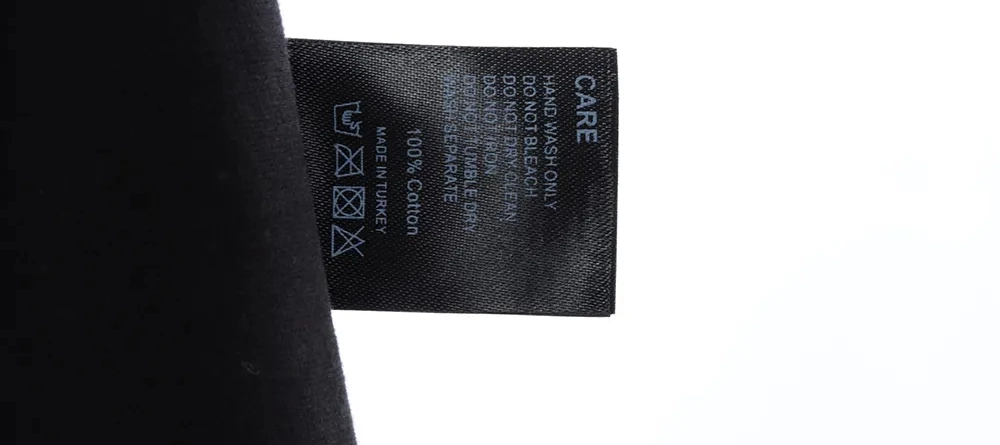 CARE
HAND WASH ONLY
DO NOT BLEACH
DO NOT DRY CLEAN
DO NOT IRON
DO NOT TUMBLE DRY
WASH SEPARATE
100% Cotton
MADE IN TURKEY